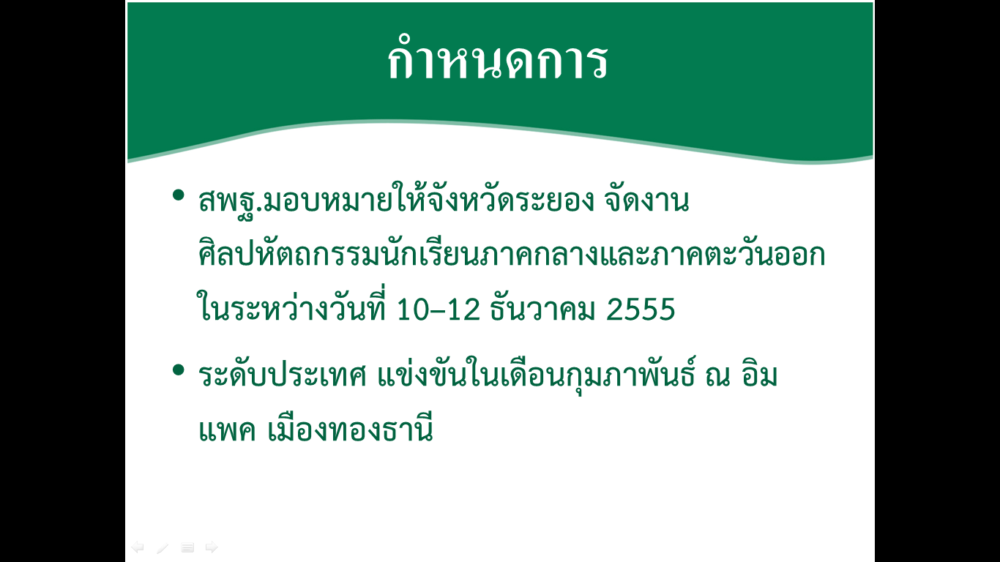 กำหนดการ
• สพฐ.มอบหมายให้จังหวัดระยอง จัดงาน
ศิลปหัตถกรรมนักเรียนภาคกลางและภาคตะวันออก
ในระหว่างวันที่ 10–12 ธันวาคม 2555
• ระดับประเทศ แข่งขันในเดือนกุมภาพันธ์ ณ อิม
แพค เมืองทองธานี